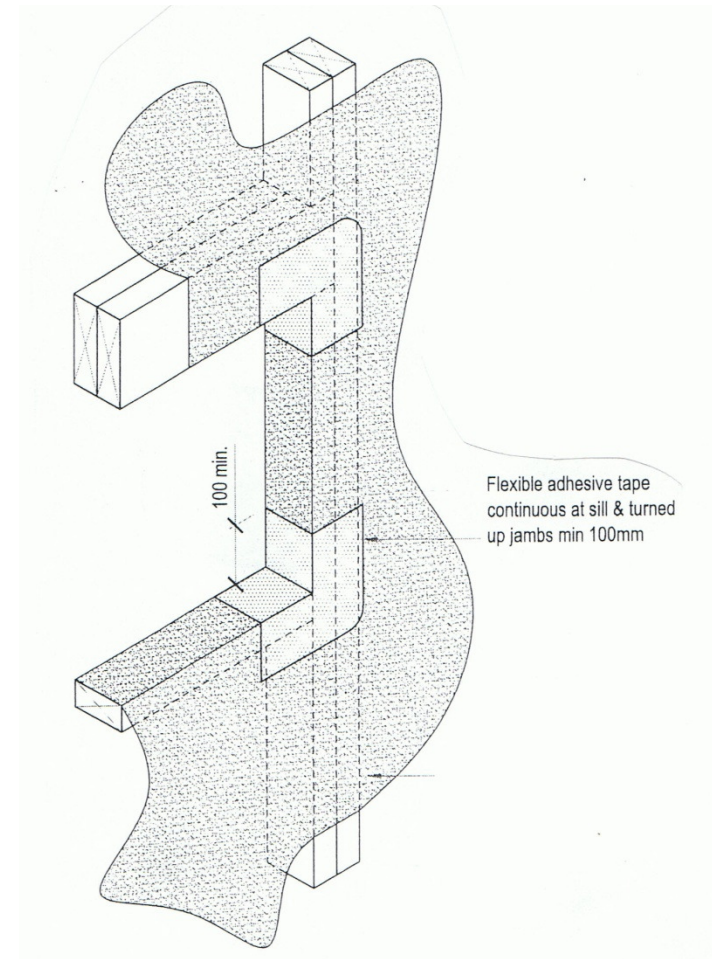 100 min.
Flexible adhesive tape
continuous at sill & turned
up jambs min 100mm